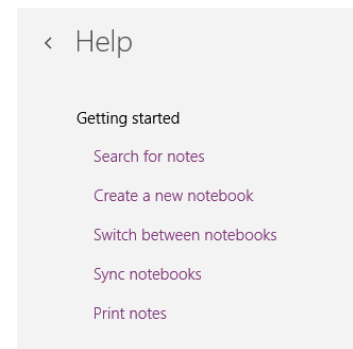 Help
Getting started
Search for notes
Create a new notebook
Switch between notebooks
Sync notebooks
Print notes